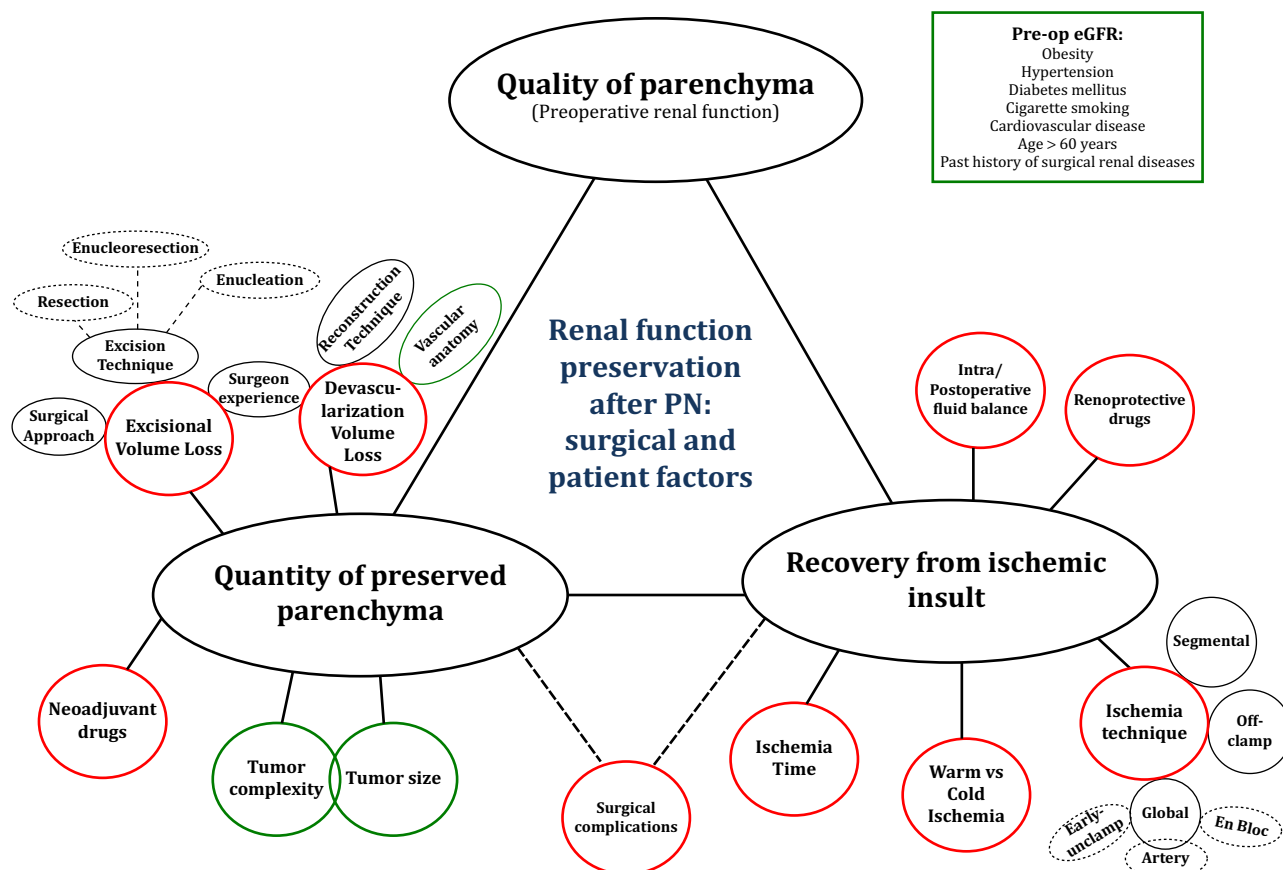 Quality of parenchyma
(Preoperative renal function)
Pre-op eGFR:
Obesity
Hypertension
Diabetes mellitus
Cigarette smoking
Cardiovascular disease
Age > 60 years
Past history of surgical renal diseases
Enucleoresection
Enucleation
Resection
Excision
Technique
Reconstruction
Technique
Vascular
anatomy
Surgeon
experience
Surgical
Approach
Excisional
Volume Loss
Devascu-
larization
Volume
Loss
Renal function
preservation
after PN:
surgical and
patient factors
Intra/
Postoperative
fluid balance
Renoprotective
drugs
Quantity of preserved
parenchyma
Recovery from ischemic
insult
Neoadjuvant
drugs
Tumor
complexity
Tumor size
Surgical
complications
Ischemia
Time
Warm vs
Cold
Ischemia
Ischemia
technique
Segmental
Off-
clamp
Global
Early-
unclamp
Artery
En Bloc